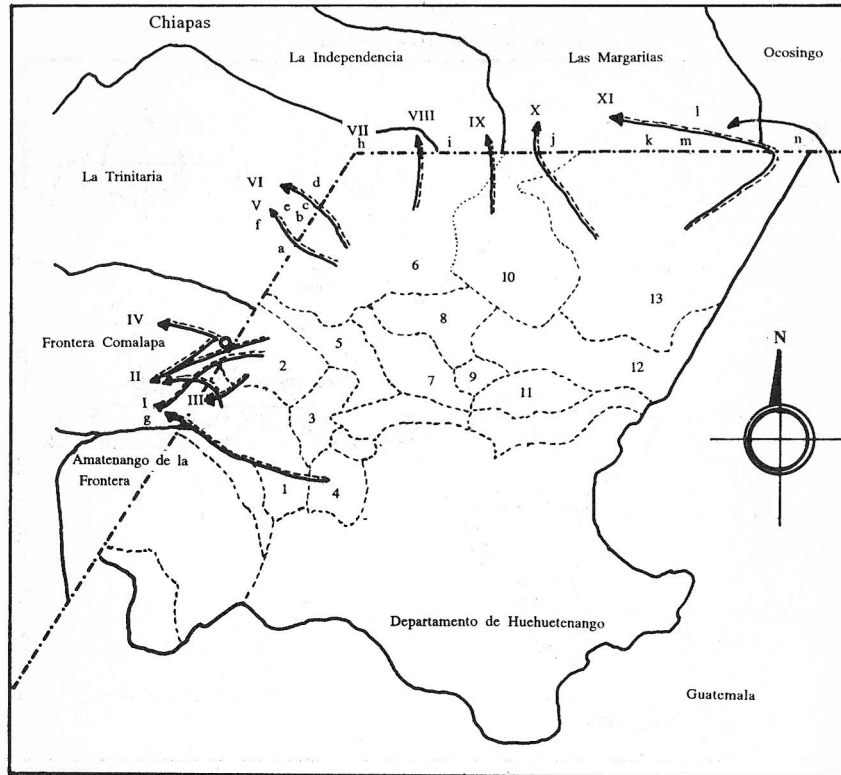 Chiapas
La Independencia
Las Margaritas
Ocosingo
XI
l
X
IX
VIII
VII
h
i
j
k
m
n
La Trinitaria
VI
d
V
e
c
b
f
a
6
10
13
IV
8
Frontera Comalapa
5
2
N
II
7
9
12
11
I
III
3
g
Amatenango de la
Frontera
1
4
Departamento de Huehuetenango
Guatemala